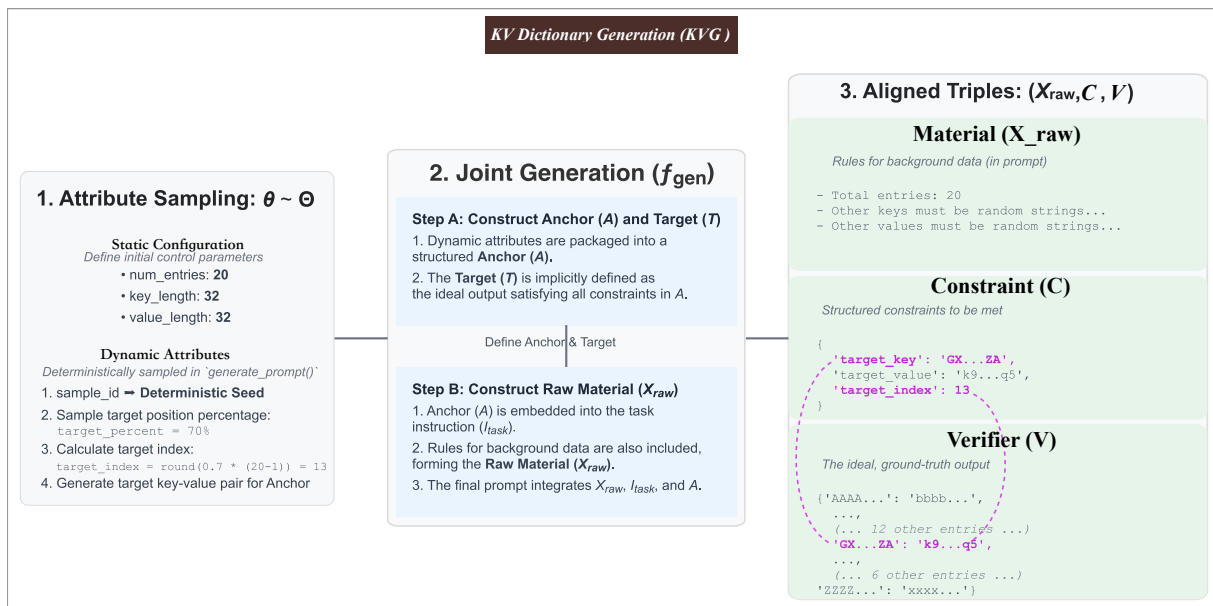 KV Dictionary Generation (KVG )
1. Attribute Sampling: θ ~ Θ
Static Configuration
Define initial control parameters
• num_entries: 20
• key_length: 32
• value_length: 32
Dynamic Attributes
Deterministically sampled in `generate_prompt()`
1. sample_id ➡ Deterministic Seed
2. Sample target position percentage:
target_percent = 70%
3. Calculate target index:
target_index = round(0.7 * (20-1)) = 13
4. Generate target key-value pair for Anchor
2. Joint Generation (fgen)
Step A: Construct Anchor (A) and Target (T)
1. Dynamic attributes are packaged into a
structured Anchor (A).
2. The Target (T) is implicitly defined as
the ideal output satisfying all constraints in A.
Define Anchor & Target
Step B: Construct Raw Material (Xraw)
1. Anchor (A) is embedded into the task
instruction (Itask).
2. Rules for background data are also included,
forming the Raw Material (Xraw).
3. The final prompt integrates Xraw, Itask, and A.
3. Aligned Triples: (Xraw,C , V)
Material (X_raw)
Rules for background data (in prompt)
- Total entries: 20
- Other keys must be random strings...
- Other values must be random strings...
Constraint (C)
Structured constraints to be met
{
'target_key': 'GX...ZA',
'target_value': 'k9...q5',
'target_index': 13
}
Verifier (V)
The ideal, ground-truth output
{'AAAA...': 'bbbb...',
...,
(... 12 other entries ...)
'GX...ZA': 'k9...q5',
...,
(... 6 other entries ...)
'ZZZZ...': 'xxxx...'}